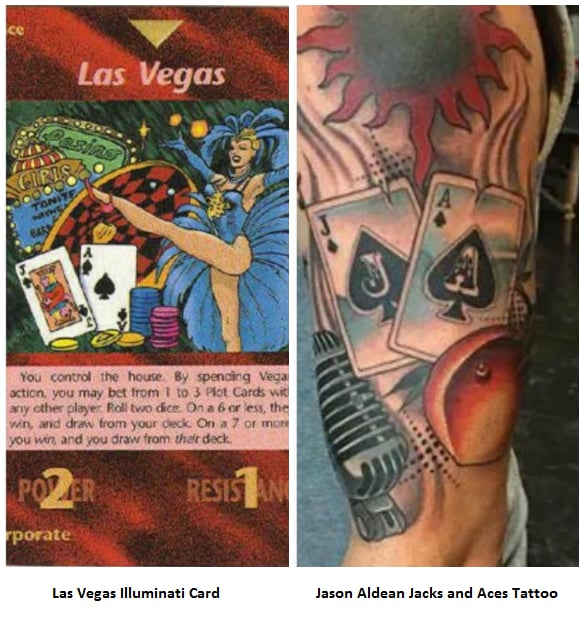 ce
Las Vegas
Casino
GIRLS
TONITE
WAYNE
J
A
A
You control the house. By spending Vegas
action, you may bet from 1 to 3 Plot Cards with
any other player. Roll two dice. On a 6 or less, they
win, and draw from your deck. On a 7 or more
you win, and you draw from their deck.
POWER
2
RESISTAN
1
rporate
J
J
A
A
Las Vegas Illuminati Card
Jason Aldean Jacks and Aces Tattoo